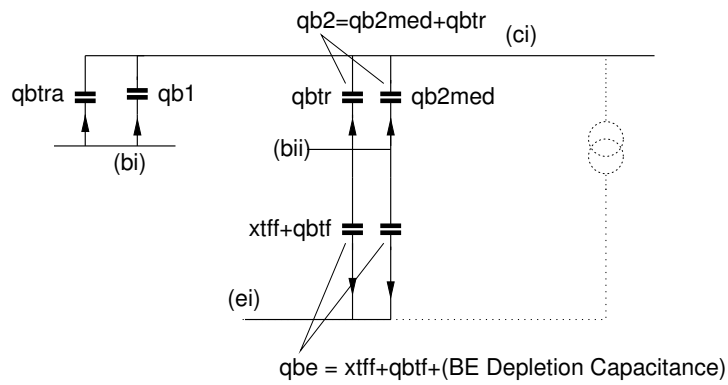 qb2=qb2med+qbtr
(ci)
qbtra
qb1
qbtr
qb2med
(bii)
(bi)
xtff+qbtf
(ei)
qbe = xtff+qbtf+(BE Depletion Capacitance)